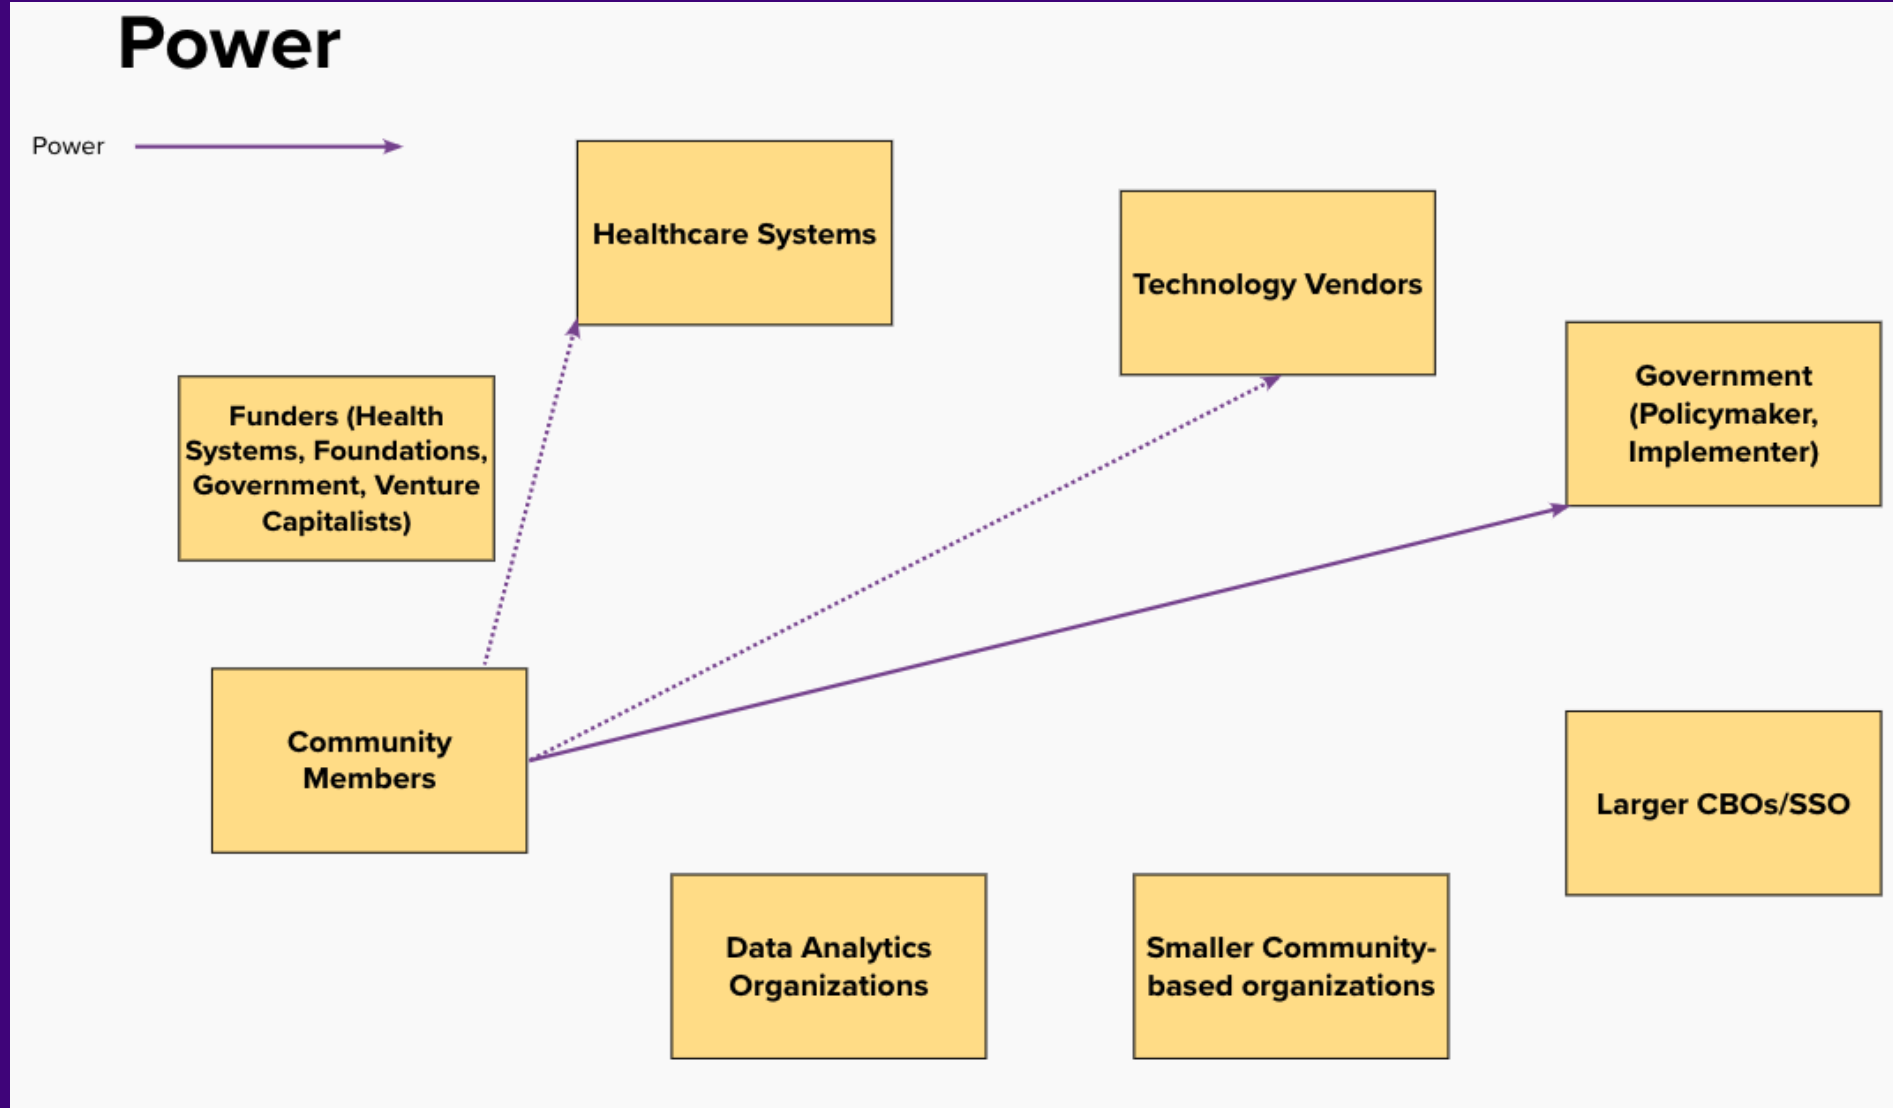 Power
Power
Healthcare Systems
Technology Vendors
Government
(Policymaker,
Implementer)
Funders (Health
Systems, Foundations,
Government, Venture
Capitalists)
Community
Members
Larger CBOs/SSO
Data Analytics
Organizations
Smaller Community-
based organizations